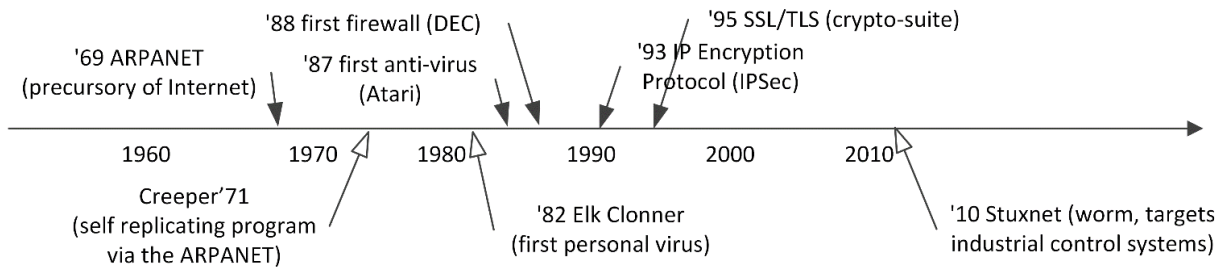 '88 first firewall (DEC)
'95 SSL/TLS (crypto-suite)
'69 ARPANET
(precursory of Internet)
'87 first anti-virus
(Atari)
'93 IP Encryption
Protocol (IPSec)
1960 1970 1980 1990 2000 2010
Creeper’71
(self replicating program
via the ARPANET)
'82 Elk Clonner
(first personal virus)
'10 Stuxnet (worm, targets
industrial control systems)